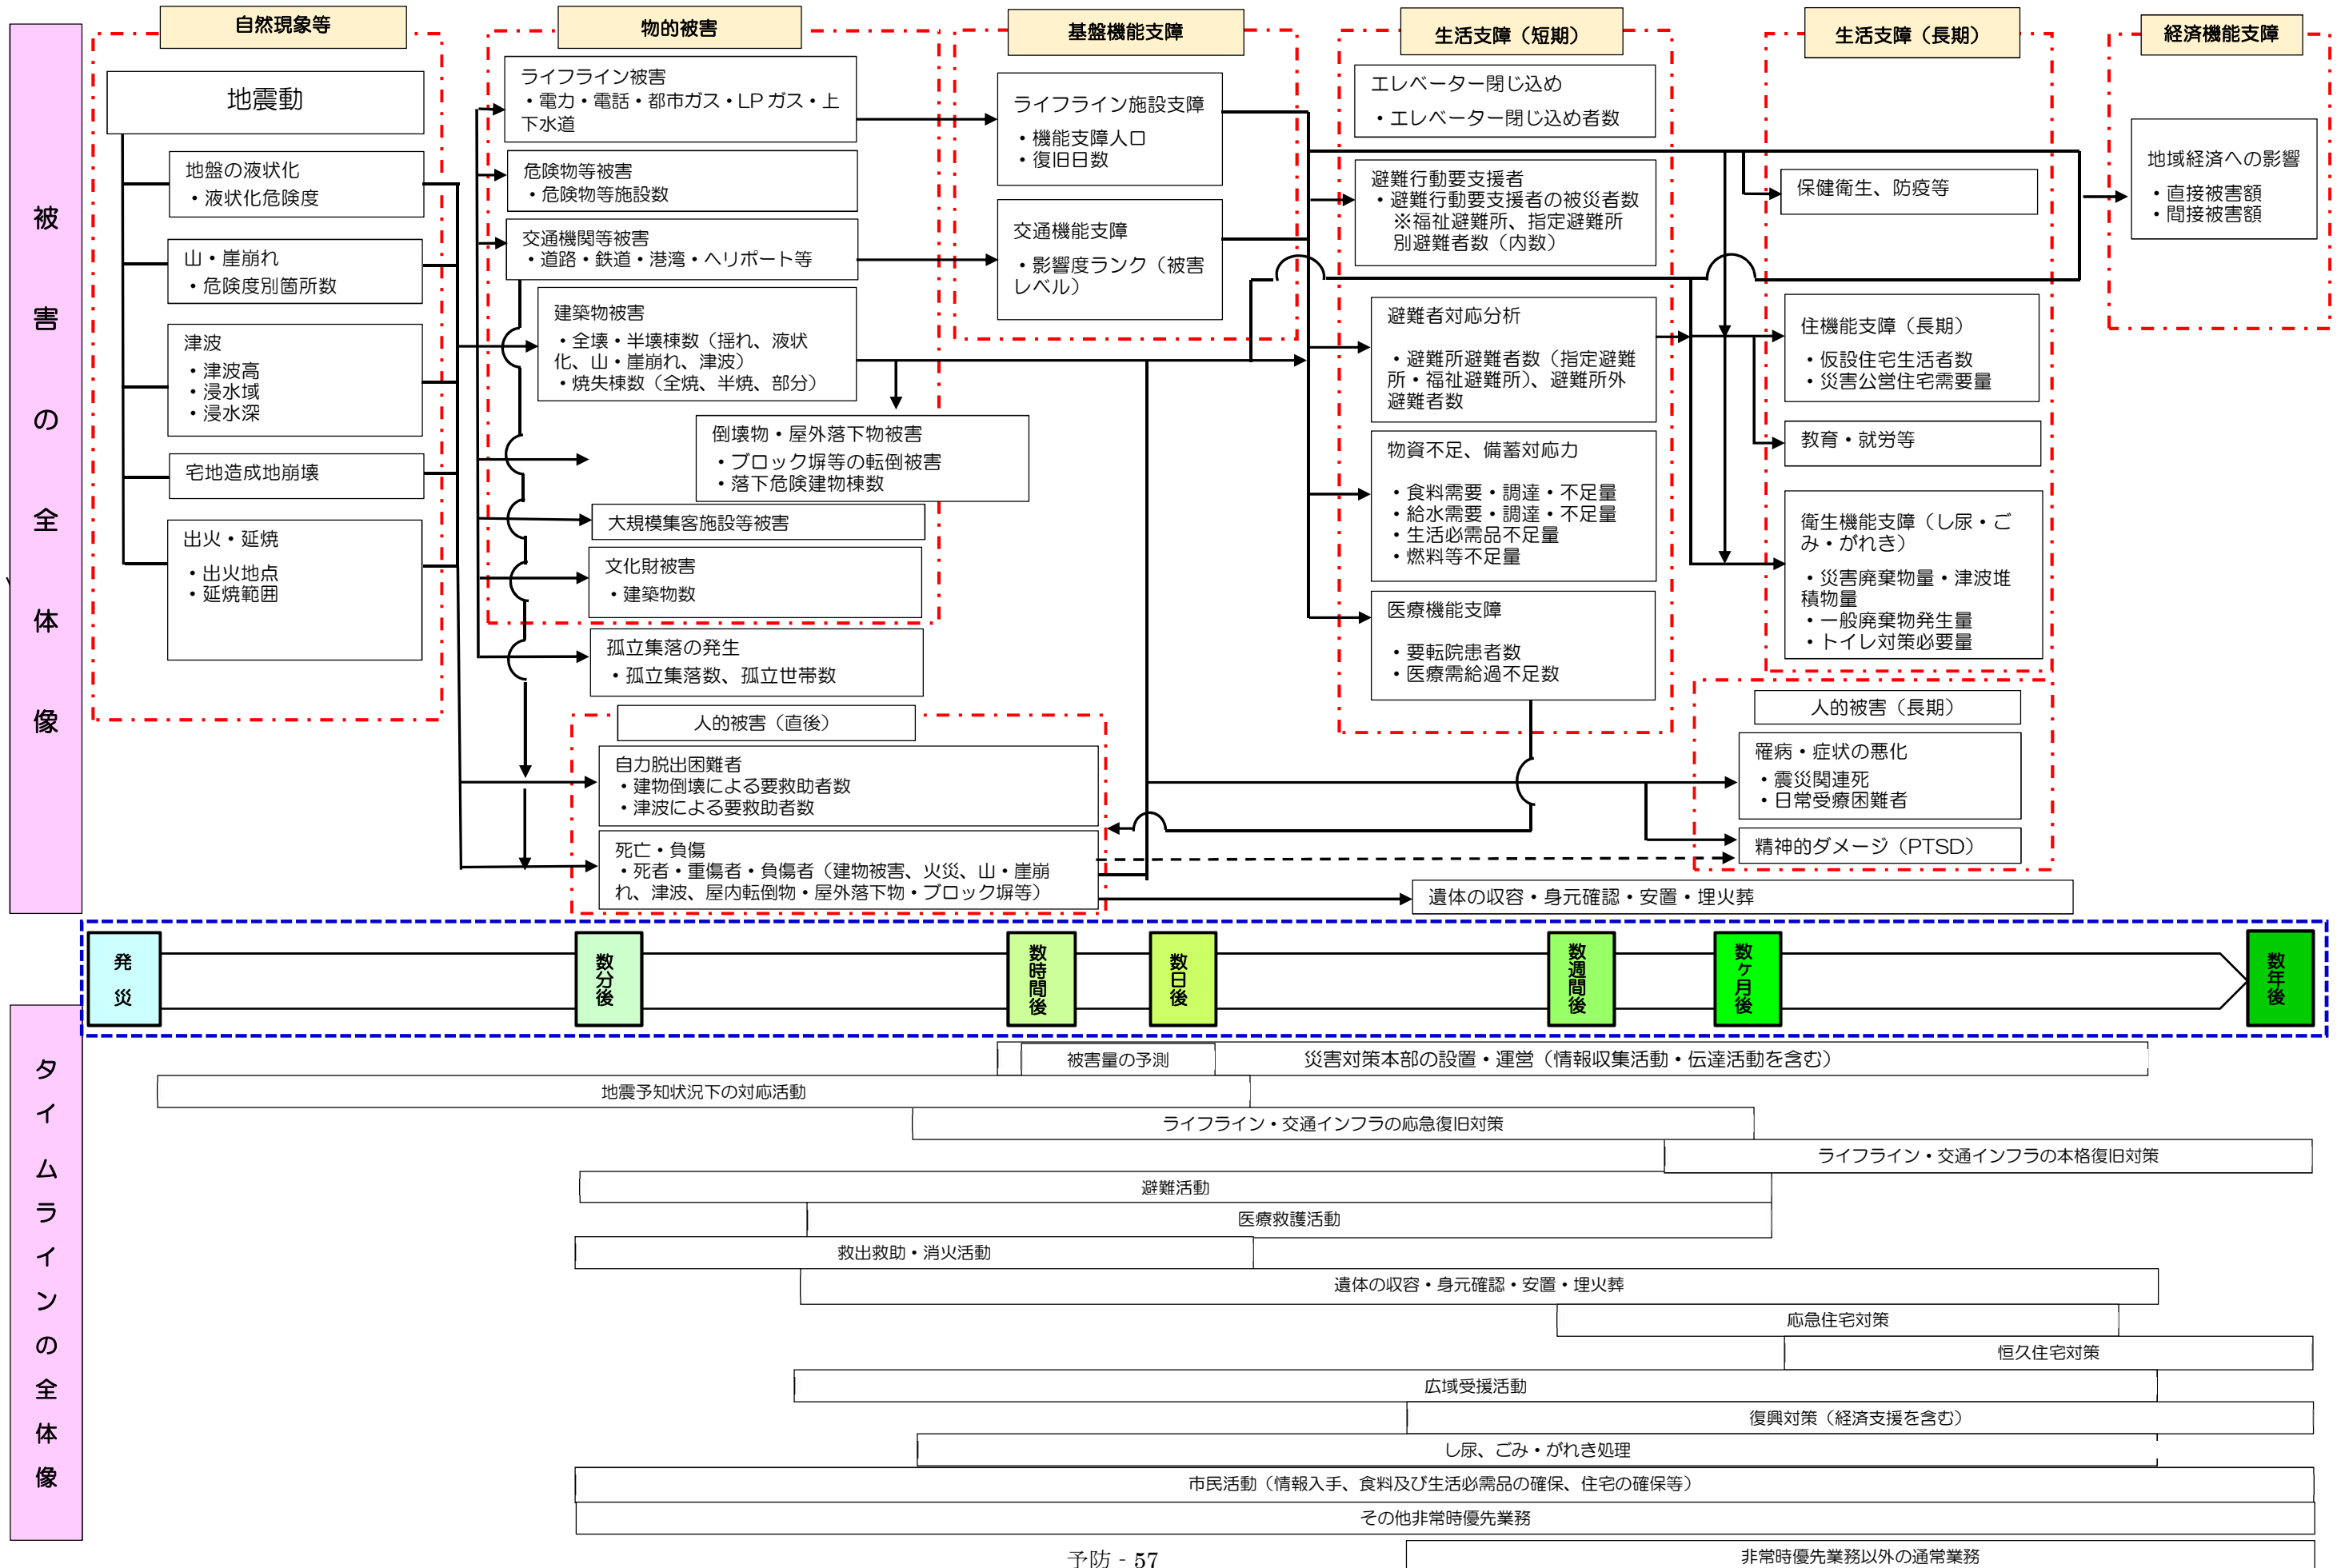 被害の全体像
自然現象等
地震動
地盤の液状化
・液状化危険度
山・崖崩れ
・危険度別箇所数
津波
・津波高
・浸水域
・浸水深
宅地造成地崩壊
出火・延焼
・出火地点
・延焼範囲
物的被害
ライフライン被害
・電力・電話・都市ガス・LPガス・上
下水道
危険物等被害
・危険物等施設数
交通機関等被害
・道路・鉄道・港湾・ヘリポート等
建築物被害
・全壊・半壊棟数（揺れ、液状
化、山・崖崩れ、津波）
・焼失棟数（全焼、半焼、部分）
倒壊物・屋外落下物被害
・ブロック塀等の転倒被害
・落下危険建物棟数
大規模集客施設等被害
文化財被害
・建築物数
孤立集落の発生
・孤立集落数、孤立世帯数
人的被害（直後）
自力脱出困難者
・建物倒壊による要救助者数
・津波による要救助者数
死亡・負傷
・死者・重傷者・負傷者（建物被害、火災、山・崖崩
れ、津波、屋内転倒物・屋外落下物・ブロック塀等）
基盤機能支障
ライフライン施設支障
・機能支障人口
・復旧日数
交通機能支障
・影響度ランク（被害
レベル）
生活支障（短期）
エレベーター閉じ込め
・エレベーター閉じ込め者数
避難行動要支援者
・避難行動要支援者の被災者数
※福祉避難所、指定避難所
別避難者数（内数）
避難者対応分析
・避難所避難者数（指定避難
所・福祉避難所）、避難所外
避難者数
物資不足、備蓄対応力
・食料需要・調達・不足量
・給水需要・調達・不足量
・生活必需品不足量
・燃料等不足量
医療機能支障
・要転院患者数
・医療需給過不足数
生活支障（長期）
保健衛生、防疫等
住機能支障（長期）
・仮設住宅生活者数
・災害公営住宅需要量
教育・就労等
衛生機能支障（し尿・ご
み・がれき）
・災害廃棄物量・津波堆
積物量
・一般廃棄物発生量
・トイレ対策必要量
人的被害（長期）
罹病・症状の悪化
・震災関連死
・日常受療困難者
精神的ダメージ（PTSD）
遺体の収容・身元確認・安置・埋火葬
経済機能支障
地域経済への影響
・直接被害額
・間接被害額
発災
数分後
数時間後
数日後
数週間後
数ヶ月後
数年後
タイムラインの全体像
被害量の予測
災害対策本部の設置・運営（情報収集活動・伝達活動を含む）
地震予知状況下の対応活動
ライフライン・交通インフラの応急復旧対策
ライフライン・交通インフラの本格復旧対策
避難活動
医療救護活動
救出救助・消火活動
遺体の収容・身元確認・安置・埋火葬
応急住宅対策
恒久住宅対策
広域受援活動
復興対策（経済支援を含む）
し尿、ごみ・がれき処理
市民活動（情報入手、食料及び生活必需品の確保、住宅の確保等）
その他非常時優先業務
非常時優先業務以外の通常業務
予防 - 57